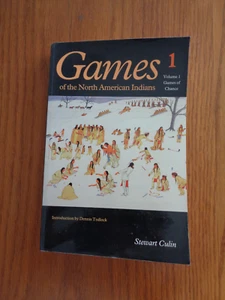 Games 1
of the North American Indians
Volume 1
Games of
Chance
Introduction by Dennis Tedlock
Stewart Culin